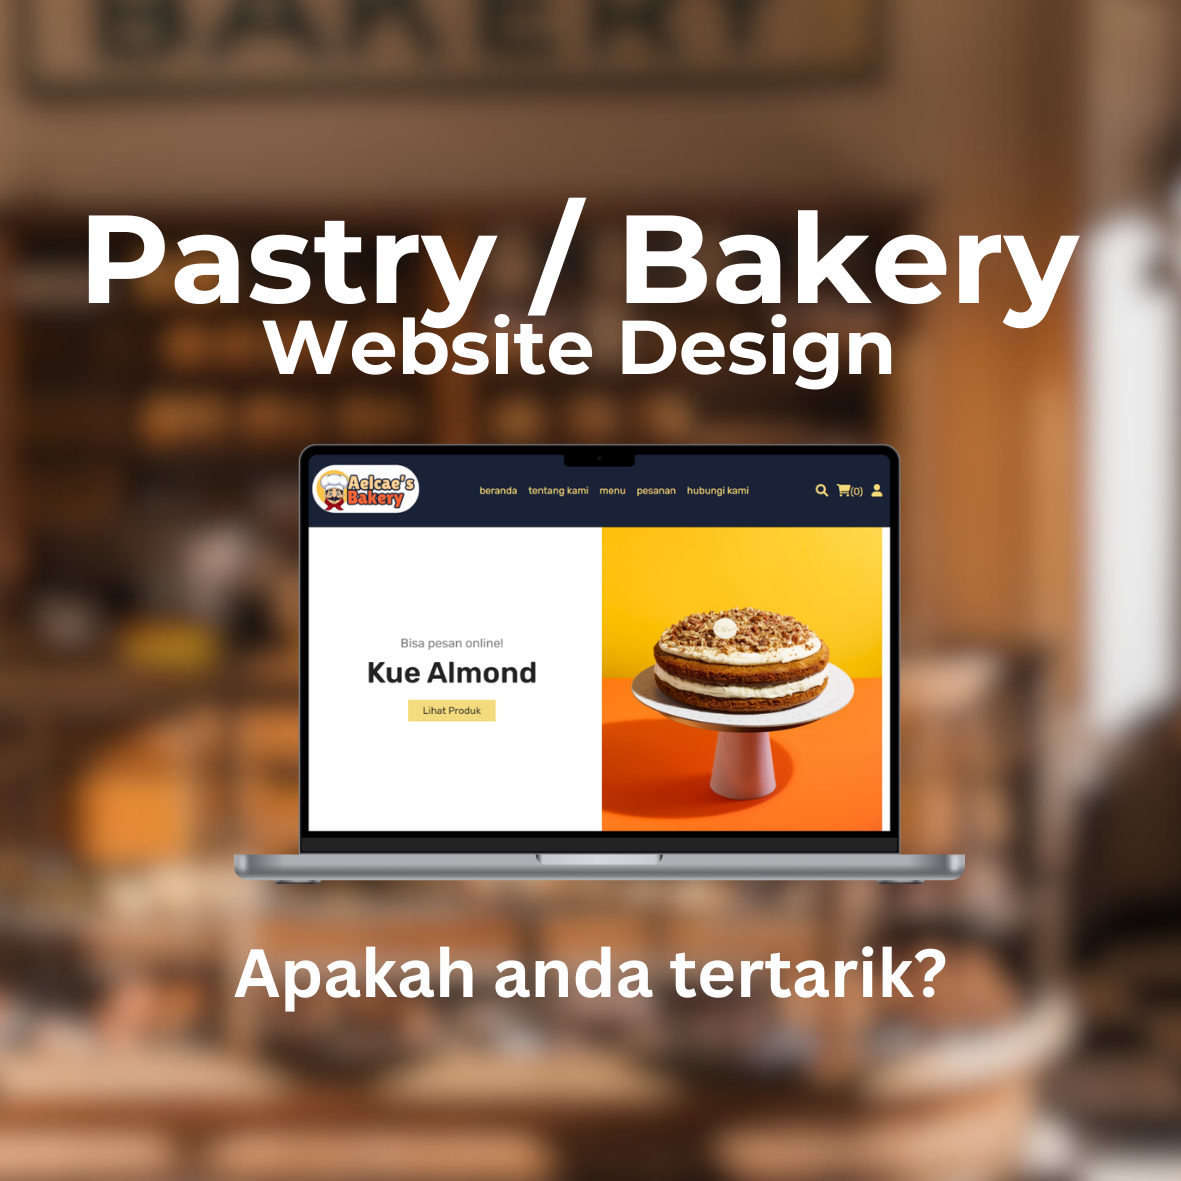 BAKERY
Pastry / Bakery
Website Design
Aelcae's
Bakery
beranda tentang kami menu pesanan hubungi kami
(0)
Bisa pesan online!
Kue Almond
Lihat Produk
Apakah anda tertarik?